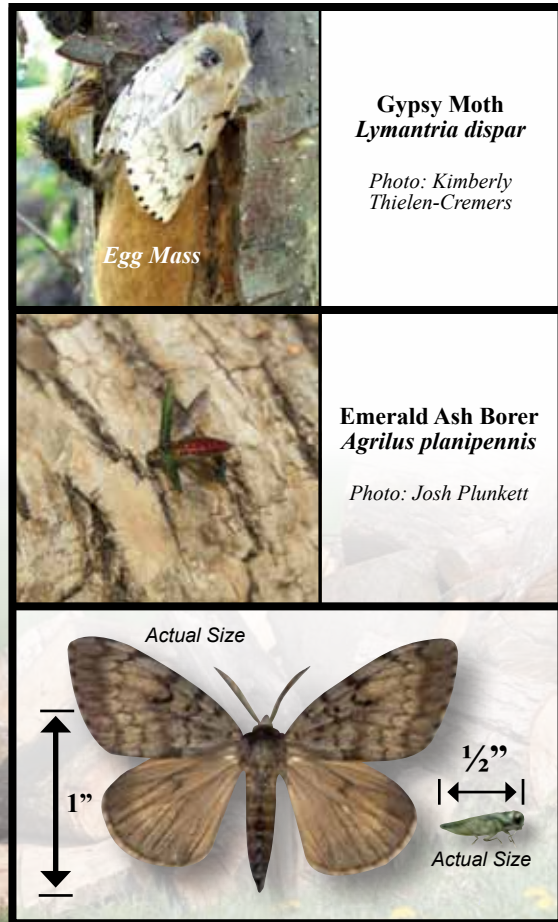 Gypsy Moth
Lymantria dispar
Photo: Kimberly
Thielen-Cremers
Egg Mass
Emerald Ash Borer
Agrilus planipennis
Photo: Josh Plunkett
Actual Size
1”
½”
Actual Size